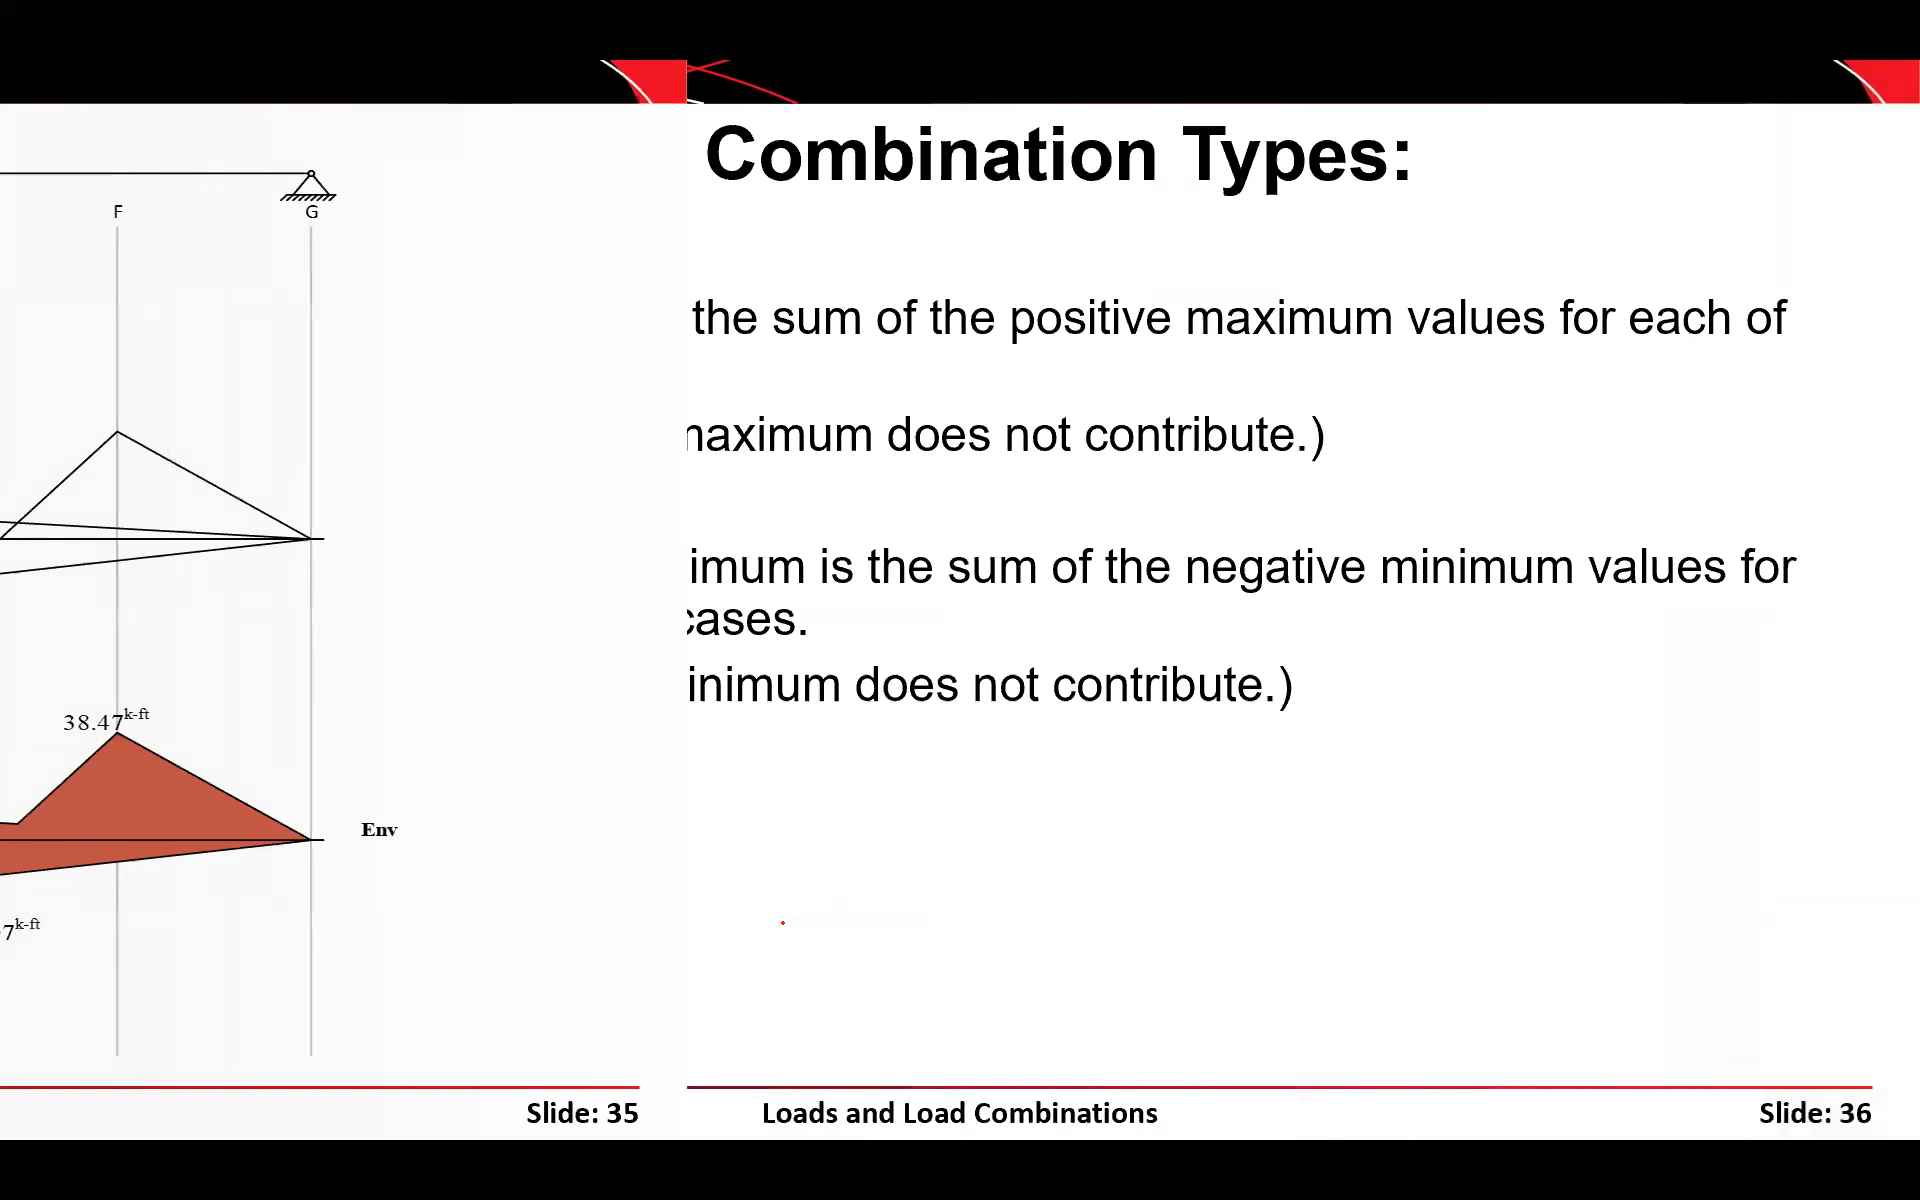 F
G
38.47k-ft
Env
7k-ft
Slide: 35
Combination Types:
the sum of the positive maximum values for each of
maximum does not contribute.)
imum is the sum of the negative minimum values for
cases.
inimum does not contribute.)
Loads and Load Combinations
Slide: 36